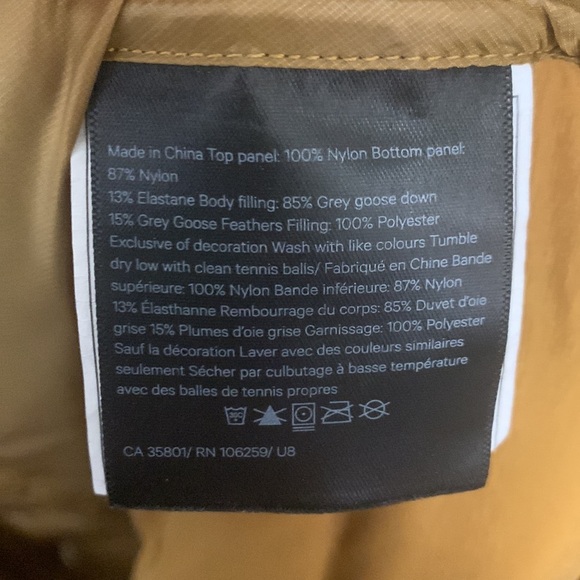 Made in China Top panel: 100% Nylon Bottom panel:
87% Nylon
13% Elastane Body filling: 85% Grey goose down
15% Grey Goose Feathers Filling: 100% Polyester
Exclusive of decoration Wash with like colours Tumble
dry low with clean tennis balls/ Fabriqué en Chine Bande
supérieure: 100% Nylon Bande inférieure: 87% Nylon
13% Élasthanne Rembourrage du corps: 85% Duvet d'oie
grise 15% Plumes d'oie grise Garnissage: 100% Polyester
Sauf la décoration Laver avec des couleurs similaires
seulement Sécher par culbutage à basse température
avec des balles de tennis propres
CA 35801/ RN 106259/ U8